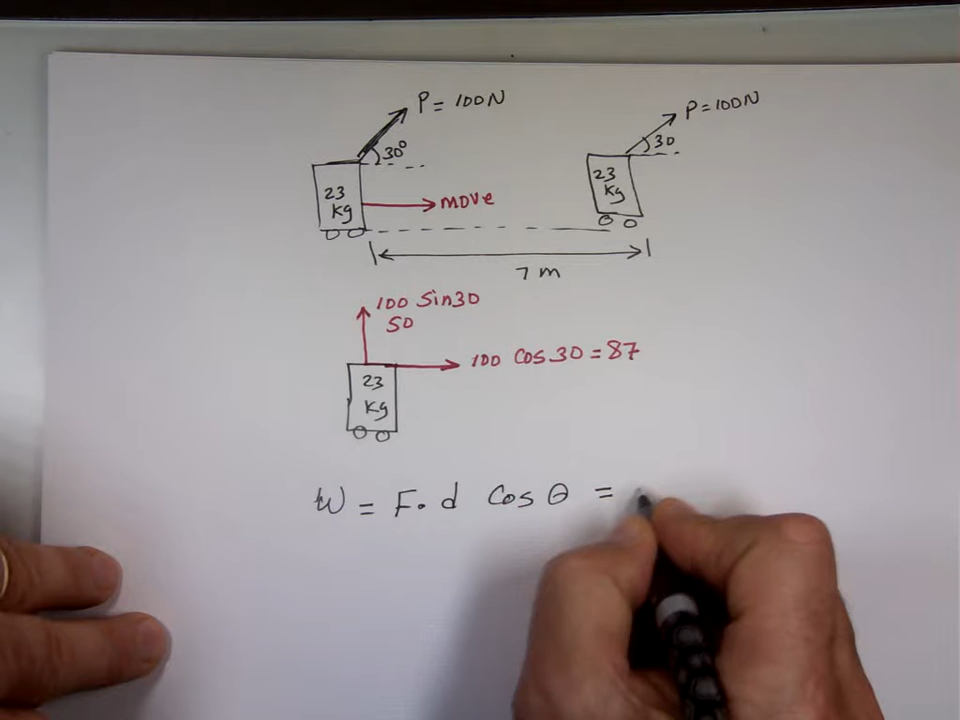 P = 100N
30°
23
kg
move
P = 100N
30
23
kg
7 m
100 Sin30
50
100 Cos 30 = 87
23
kg
W = F. d Cos θ =